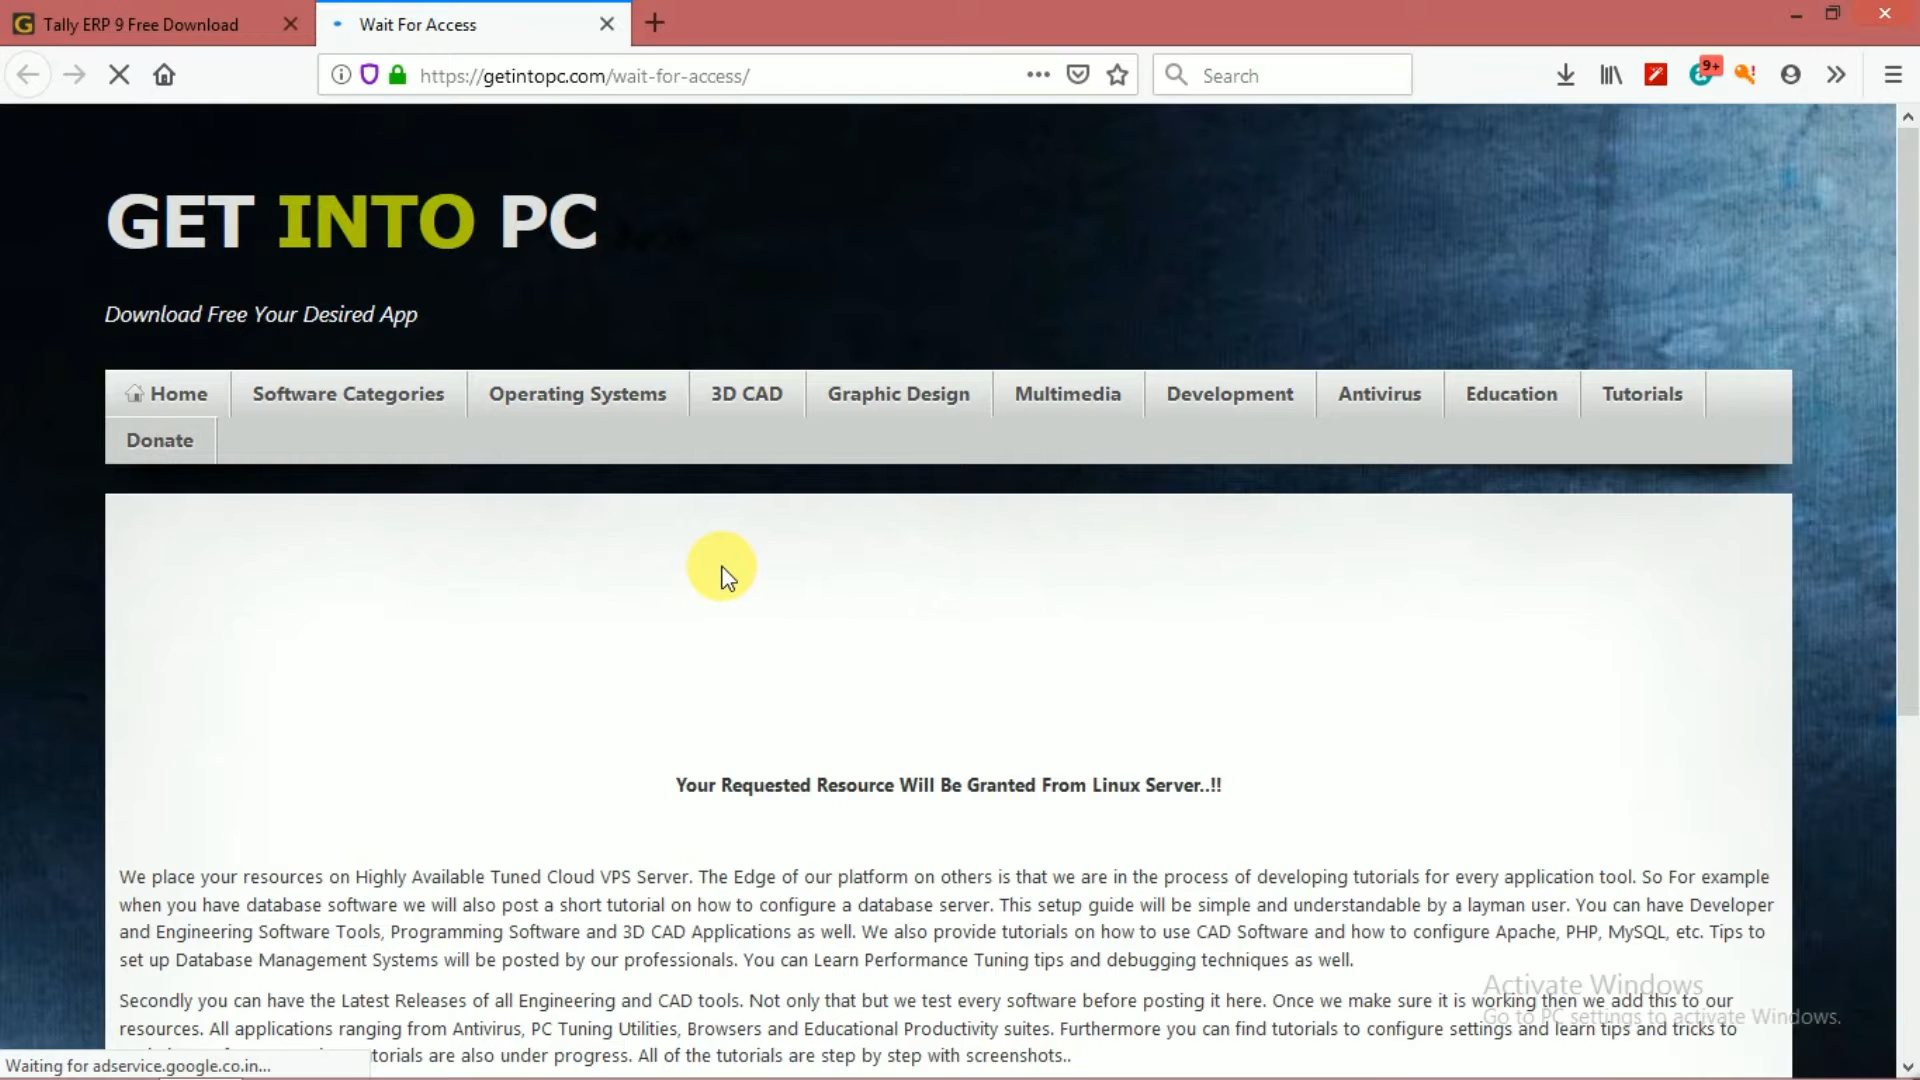 Tally ERP 9 Free Download
Wait For Access
https://getintopc.com/wait-for-access/
Search
9+
GET INTO PC
Download Free Your Desired App
Home Software Categories Operating Systems 3D CAD Graphic Design Multimedia Development Antivirus Education Tutorials
Donate
Your Requested Resource Will Be Granted From Linux Server..!!
We place your resources on Highly Available Tuned Cloud VPS Server. The Edge of our platform on others is that we are in the process of developing tutorials for every application tool. So For example
when you have database software we will also post a short tutorial on how to configure a database server. This setup guide will be simple and understandable by a layman user. You can have Developer
and Engineering Software Tools, Programming Software and 3D CAD Applications as well. We also provide tutorials on how to use CAD Software and how to configure Apache, PHP, MySQL, etc. Tips to
set up Database Management Systems will be posted by our professionals. You can Learn Performance Tuning tips and debugging techniques as well.
Activate Windows
Secondly you can have the Latest Releases of all Engineering and CAD tools. Not only that but we test every software before posting it here. Once we make sure it is working then we add this to our
Go to PC settings to activate Windows.
resources. All applications ranging from Antivirus, PC Tuning Utilities, Browsers and Educational Productivity suites. Furthermore you can find tutorials to configure settings and learn tips and tricks to
torials are also under progress. All of the tutorials are step by step with screenshots..
Waiting for adservice.google.co.in...